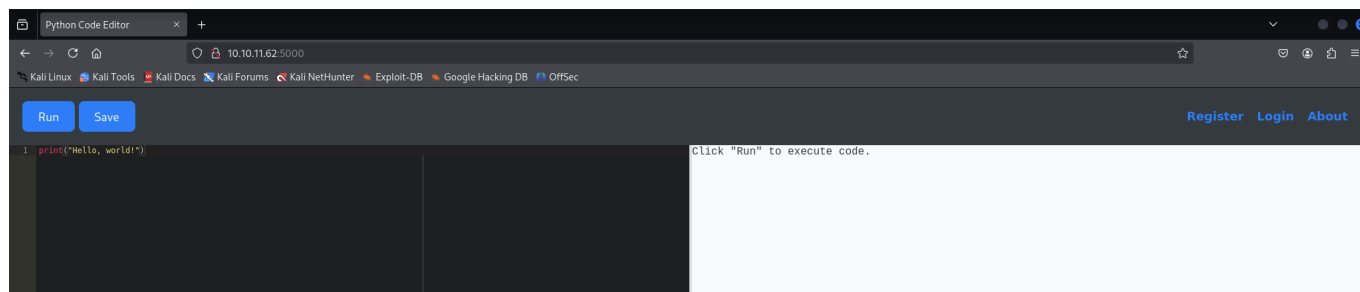 Python Code Editor × +
10.10.11.62:5000
Kali Linux Kali Tools Kali Docs Kali Forums Kali NetHunter Exploit-DB Google Hacking DB OffSec
Run Save Register Login About
1 print("Hello, world!") Click "Run" to execute code.